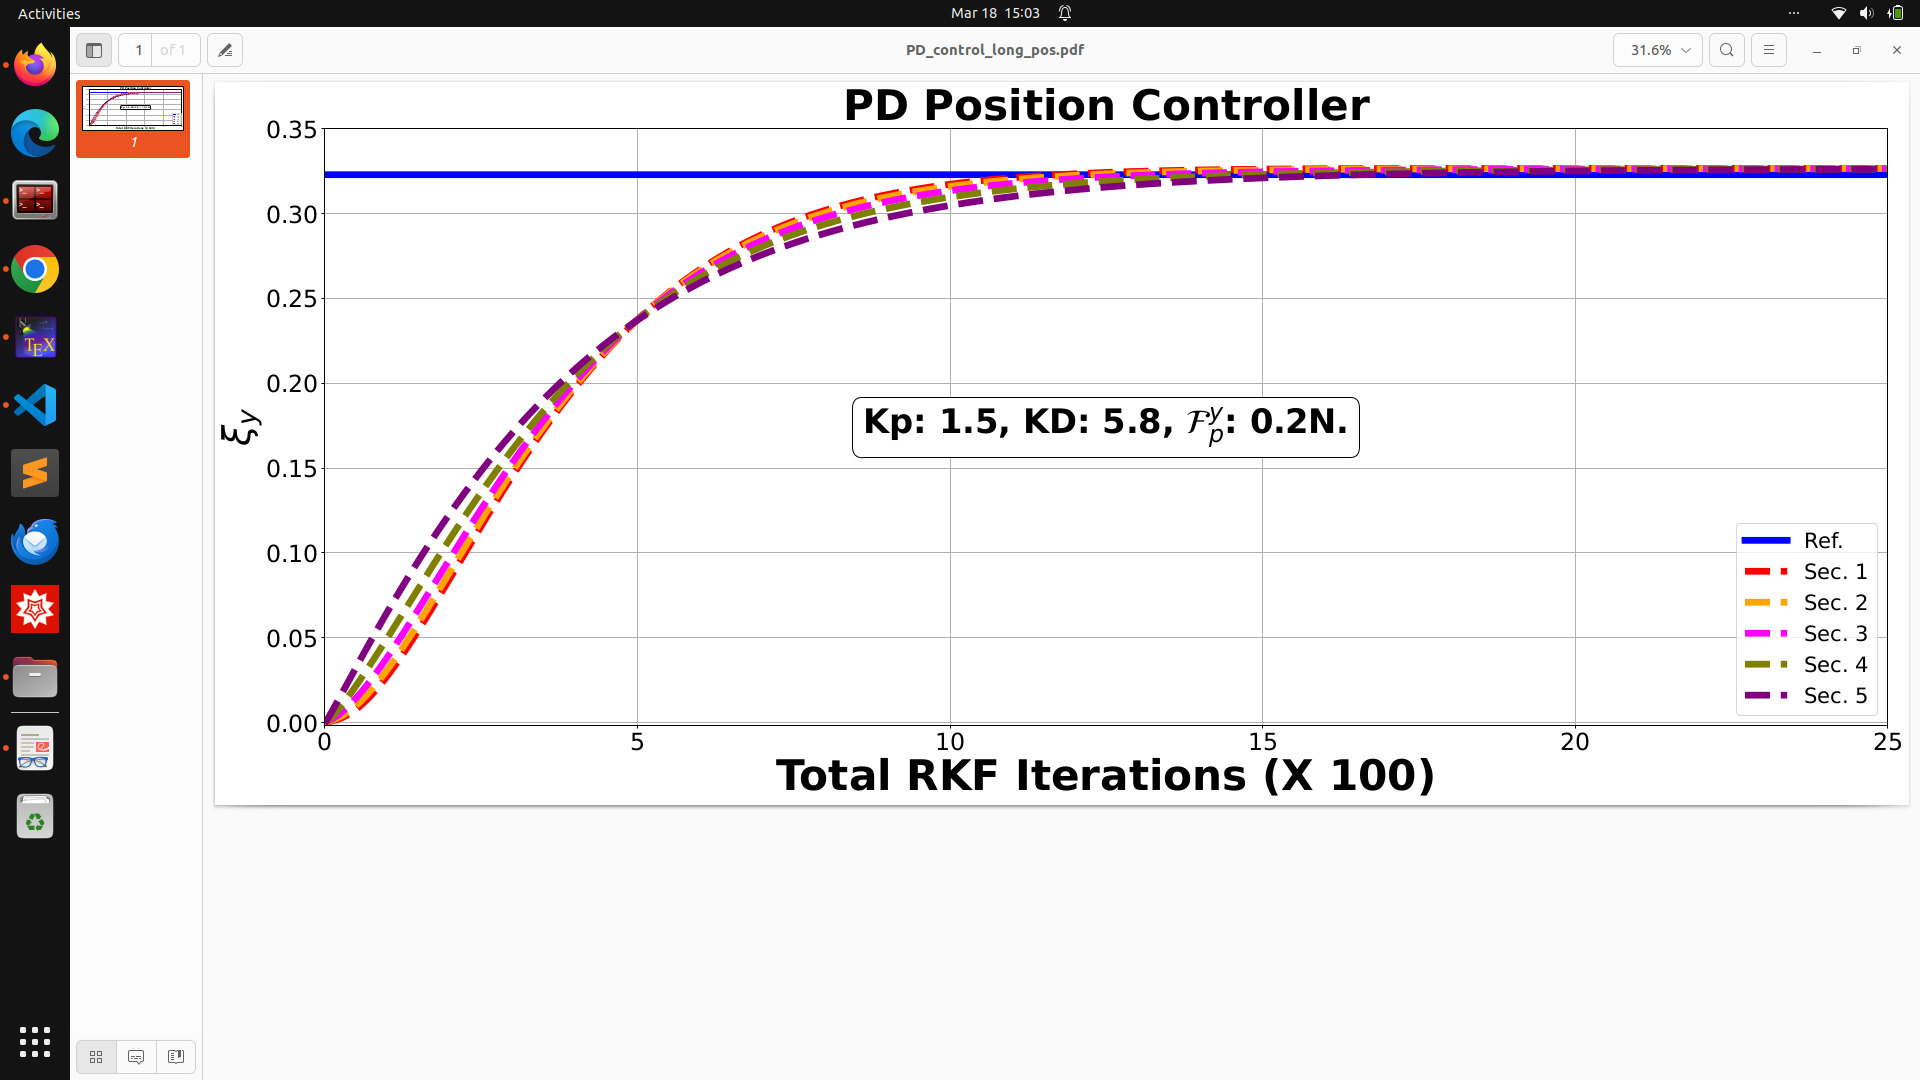 Activities
Mar 18 15:03
1 of 1
PD_control_long_pos.pdf
31.6%
1
PD Position Controller
0.35
0.30
0.25
0.20
0.15
0.10
0.05
0.00
ξy
Kp: 1.5, KD: 5.8, ℱ_p^y: 0.2N.
Ref.
Sec. 1
Sec. 2
Sec. 3
Sec. 4
Sec. 5
0 5 10 15 20 25
Total RKF Iterations (X 100)
TEX